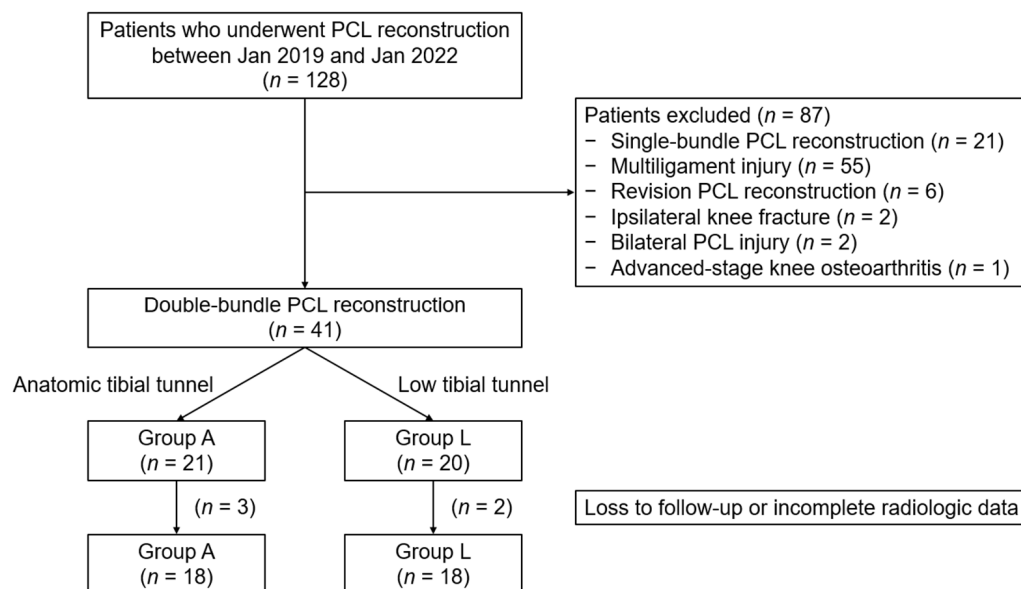 Patients who underwent PCL reconstruction
between Jan 2019 and Jan 2022
(n = 128)
Patients excluded (n = 87)
− Single-bundle PCL reconstruction (n = 21)
− Multiligament injury (n = 55)
− Revision PCL reconstruction (n = 6)
− Ipsilateral knee fracture (n = 2)
− Bilateral PCL injury (n = 2)
− Advanced-stage knee osteoarthritis (n = 1)
Double-bundle PCL reconstruction
(n = 41)
Anatomic tibial tunnel
Low tibial tunnel
Group A
(n = 21)
Group L
(n = 20)
(n = 3)
(n = 2)
Loss to follow-up or incomplete radiologic data
Group A
(n = 18)
Group L
(n = 18)